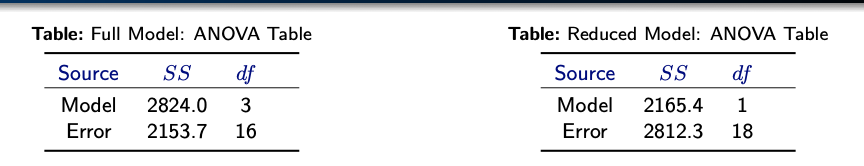 Table: Full Model: ANOVA Table
Source SS df
Model 2824.0 3
Error 2153.7 16
Table: Reduced Model: ANOVA Table
Source SS df
Model 2165.4 1
Error 2812.3 18